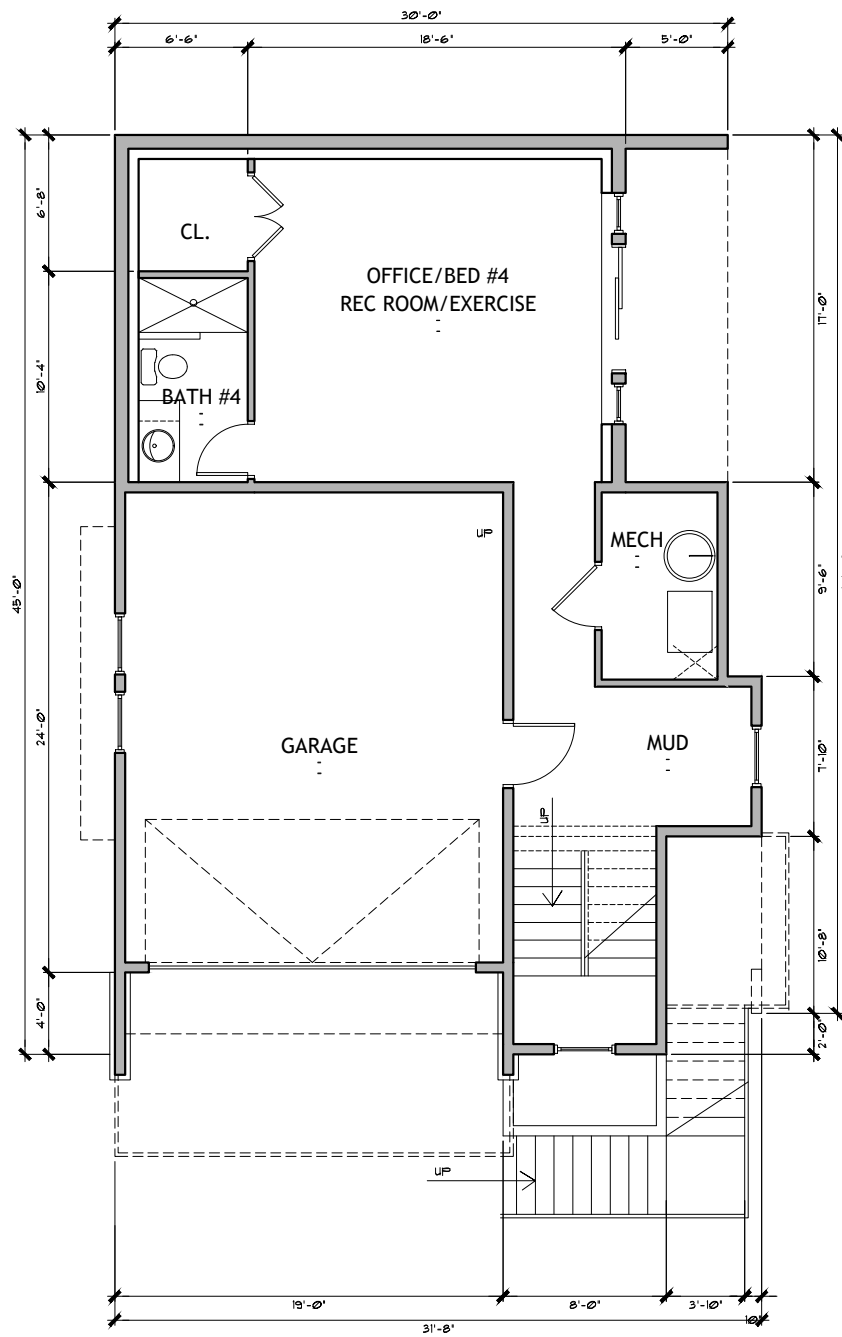 30'-0"
6'-6"
18'-6"
5'-0"
6'-8"
CL.
OFFICE/BED #4
REC ROOM/EXERCISE
17'-0"
10'-4"
BATH #4
UP
MECH
9'-6"
45'-0"
24'-0"
GARAGE
MUD
7'-10"
UP
10'-8"
4'-0"
2'-0"
UP
19'-0"
8'-0"
3'-10"
10"
31'-8"